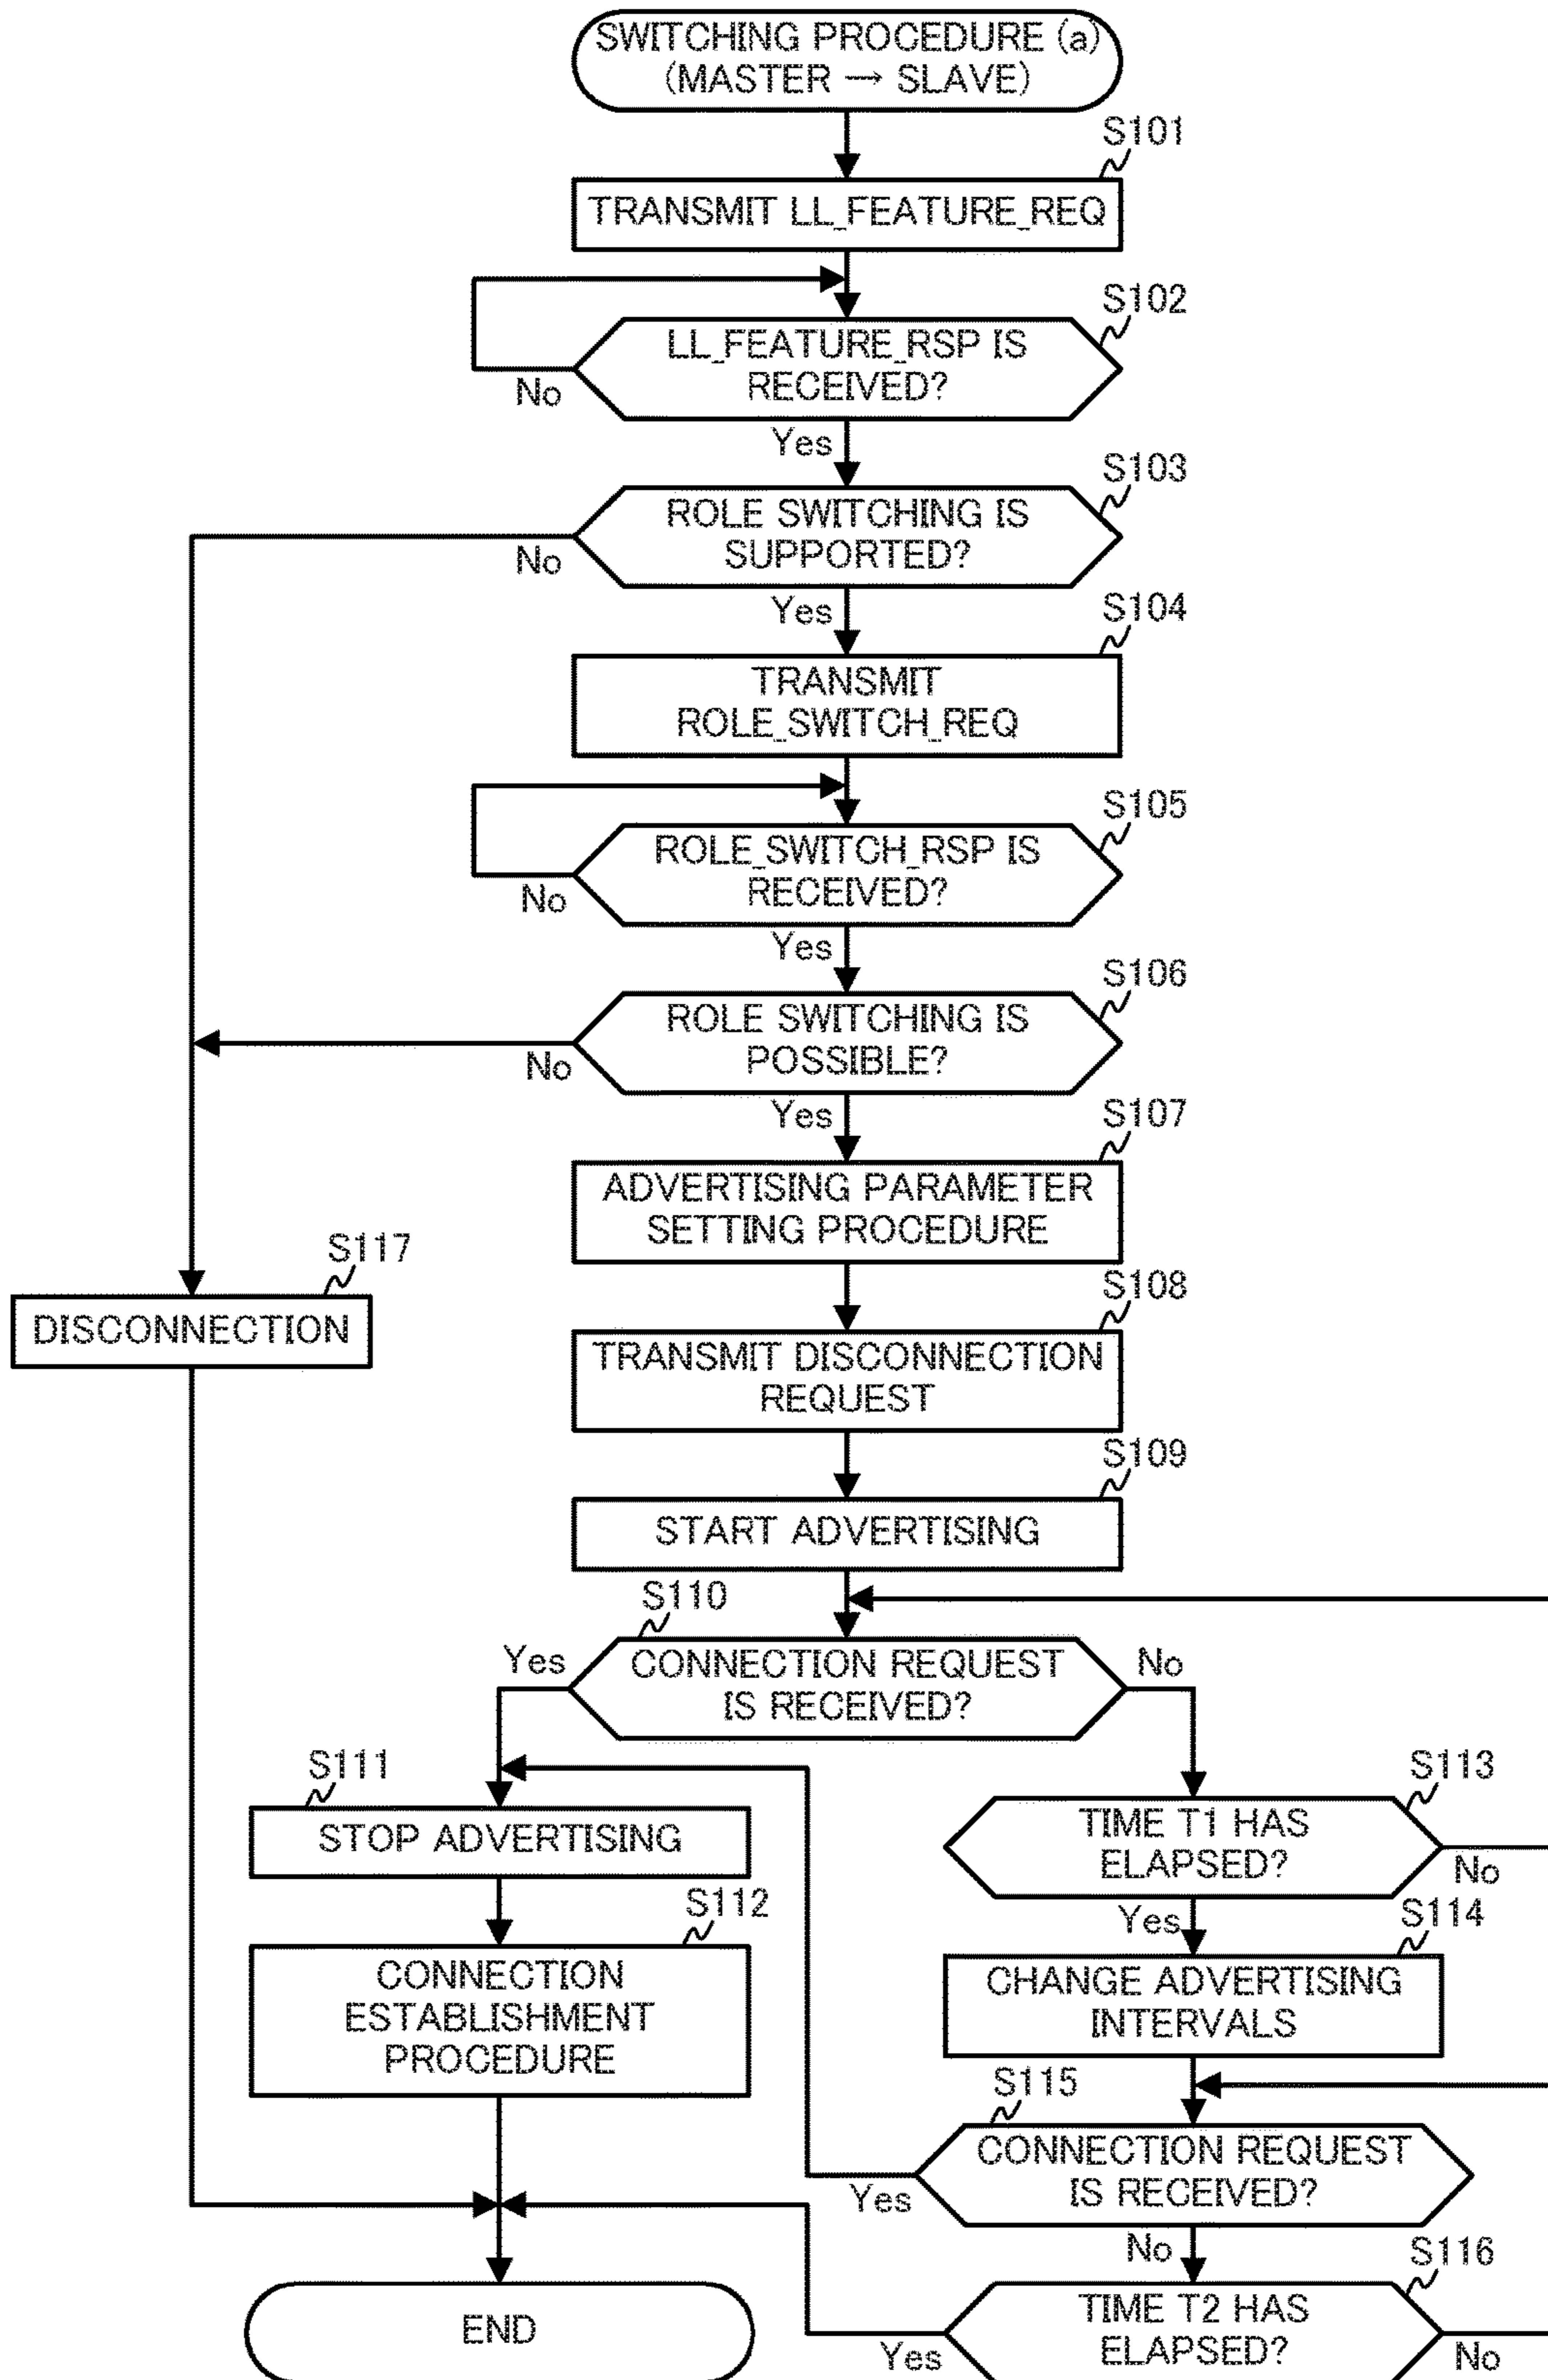 SWITCHING PROCEDURE (a)
(MASTER → SLAVE)
S101
TRANSMIT LL_FEATURE_REQ
S102
LL_FEATURE_RSP IS
RECEIVED?
No
Yes
S103
ROLE SWITCHING IS
SUPPORTED?
No
Yes
S104
TRANSMIT
ROLE_SWITCH_REQ
S105
ROLE_SWITCH_RSP IS
RECEIVED?
No
Yes
S106
ROLE SWITCHING IS
POSSIBLE?
No
Yes
S107
ADVERTISING PARAMETER
SETTING PROCEDURE
S117
DISCONNECTION
S108
TRANSMIT DISCONNECTION
REQUEST
S109
START ADVERTISING
S110
Yes
CONNECTION REQUEST
IS RECEIVED?
No
S111
STOP ADVERTISING
S113
TIME T1 HAS
ELAPSED?
No
Yes
S112
CONNECTION
ESTABLISHMENT
PROCEDURE
S114
CHANGE ADVERTISING
INTERVALS
S115
CONNECTION REQUEST
IS RECEIVED?
Yes
No
S116
TIME T2 HAS
ELAPSED?
Yes
No
END